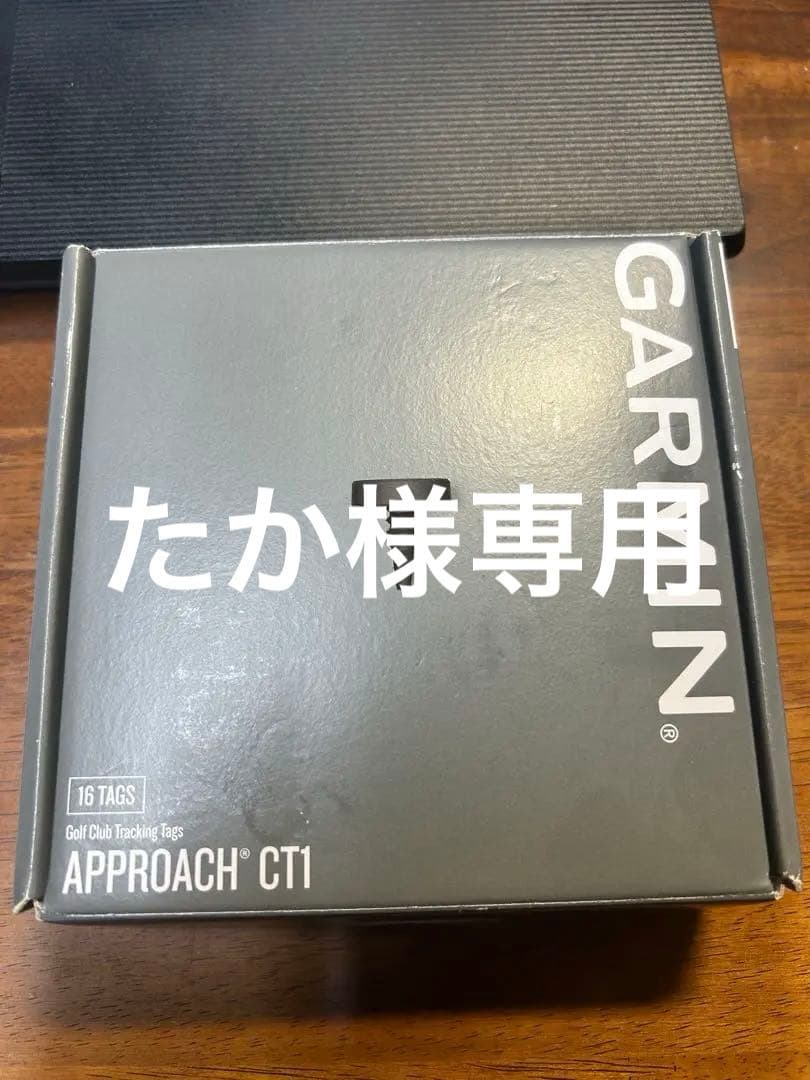 GARMIN®
たか様専用
16 TAGS
Golf Club Tracking Tags
APPROACH® CT1